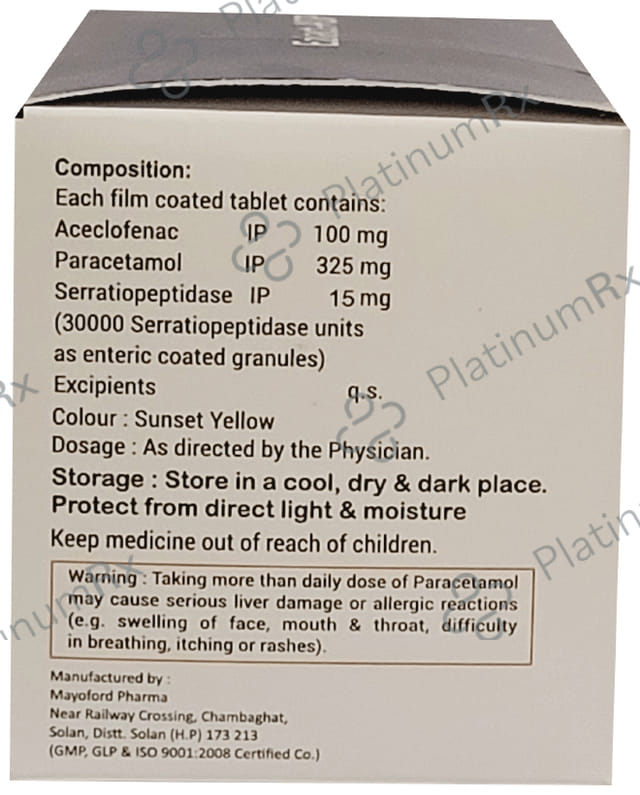 Composition:
Each film coated tablet contains:
Aceclofenac IP 100 mg
Paracetamol IP 325 mg
Serratiopeptidase IP 15 mg
(30000 Serratiopeptidase units
as enteric coated granules)
Excipients q.s.
Colour : Sunset Yellow
Dosage : As directed by the Physician.
Storage : Store in a cool, dry & dark place.
Protect from direct light & moisture
Keep medicine out of reach of children.
Warning : Taking more than daily dose of Paracetamol
may cause serious liver damage or allergic reactions
(e.g. swelling of face, mouth & throat, difficulty
in breathing, itching or rashes).
Manufactured by :
Mayoford Pharma
Near Railway Crossing, Chambaghat,
Solan, Distt. Solan (H.P) 173 213
(GMP, GLP & ISO 9001:2008 Certified Co.)
PlatinumRx
PlatinumRx